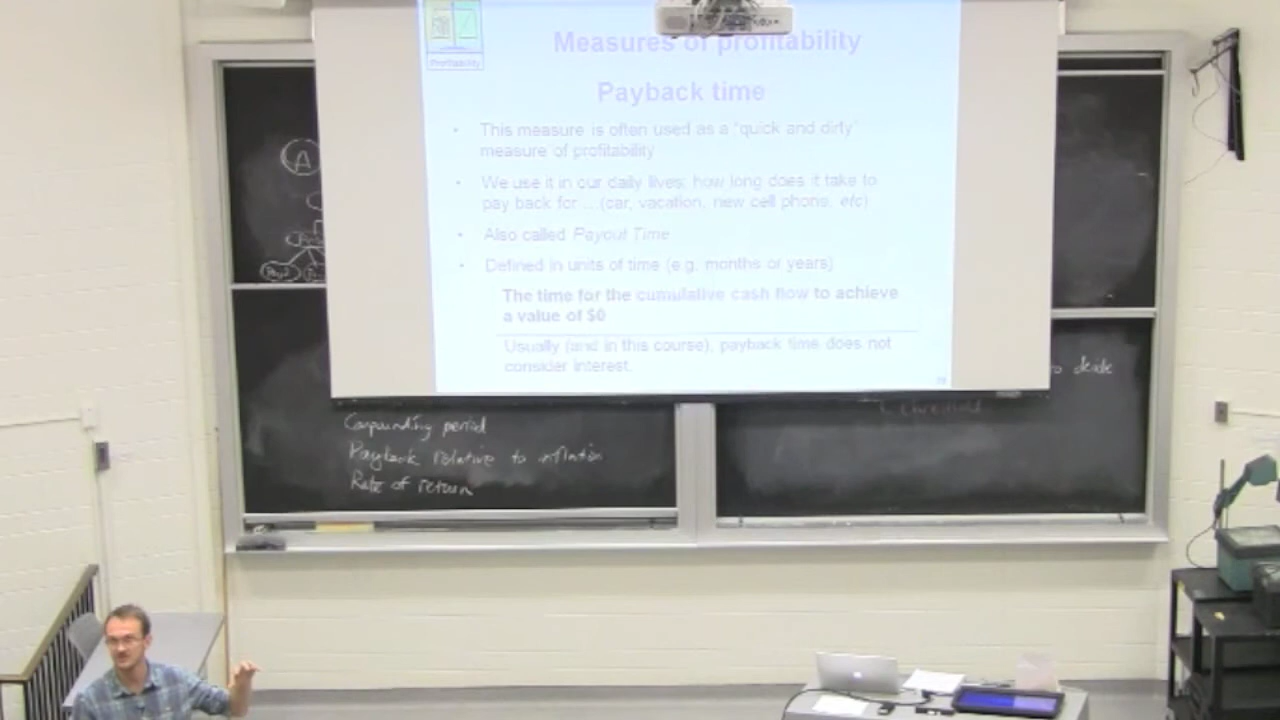 Profitability
Measures of profitability
Payback time
• This measure is often used as a "quick and dirty"
measure of profitability
• We use it in our daily lives: how long does it take to
pay back for ...(car, vacation, new cell phone, etc)
• Also called Payout Time
• Defined in units of time (e.g. months or years)
The time for the cumulative cash flow to achieve
a value of $0
Usually (and in this course), payback time does not
consider interest.
A
to decide
threshold
Compounding period
Payback relative to inflation
Rate of return